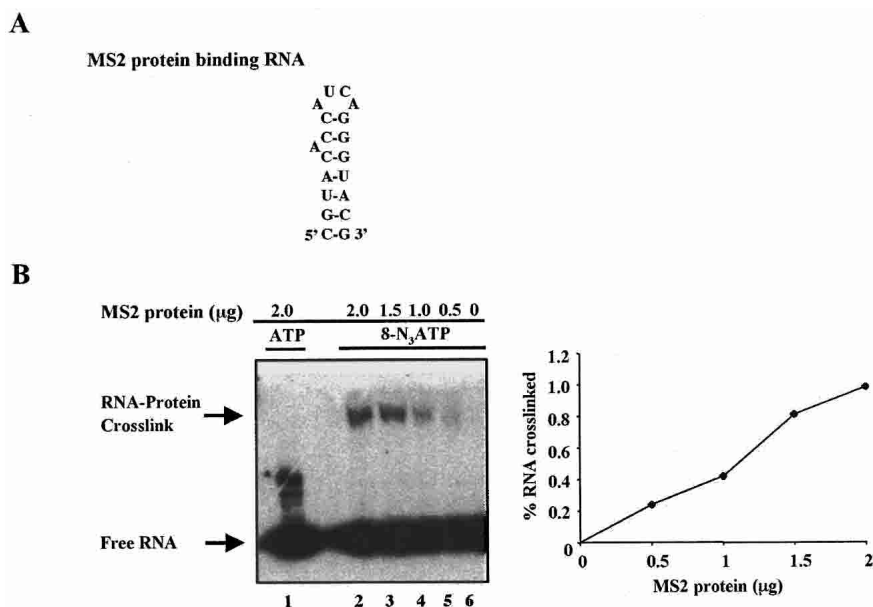 A
MS2 protein binding RNA
U C
A A
C-G
C-G
A
C-G
A-U
U-A
G-C
5' C-G 3'
B
MS2 protein (μg) 2.0 2.0 1.5 1.0 0.5 0
ATP 8-N₃ATP
RNA-Protein
Crosslink
Free RNA
1 2 3 4 5 6
% RNA crosslinked
1.2
1.0
0.8
0.6
0.4
0.2
0
0 0.5 1 1.5 2
MS2 protein (μg)